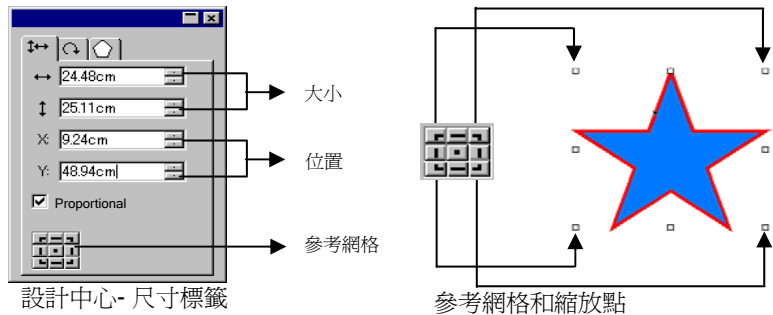 24.48cm
25.11cm
大小
X: 9.24cm
位置
Y: 48.94cm
Proportional
參考網格
設計中心- 尺寸標籤
參考網格和縮放點